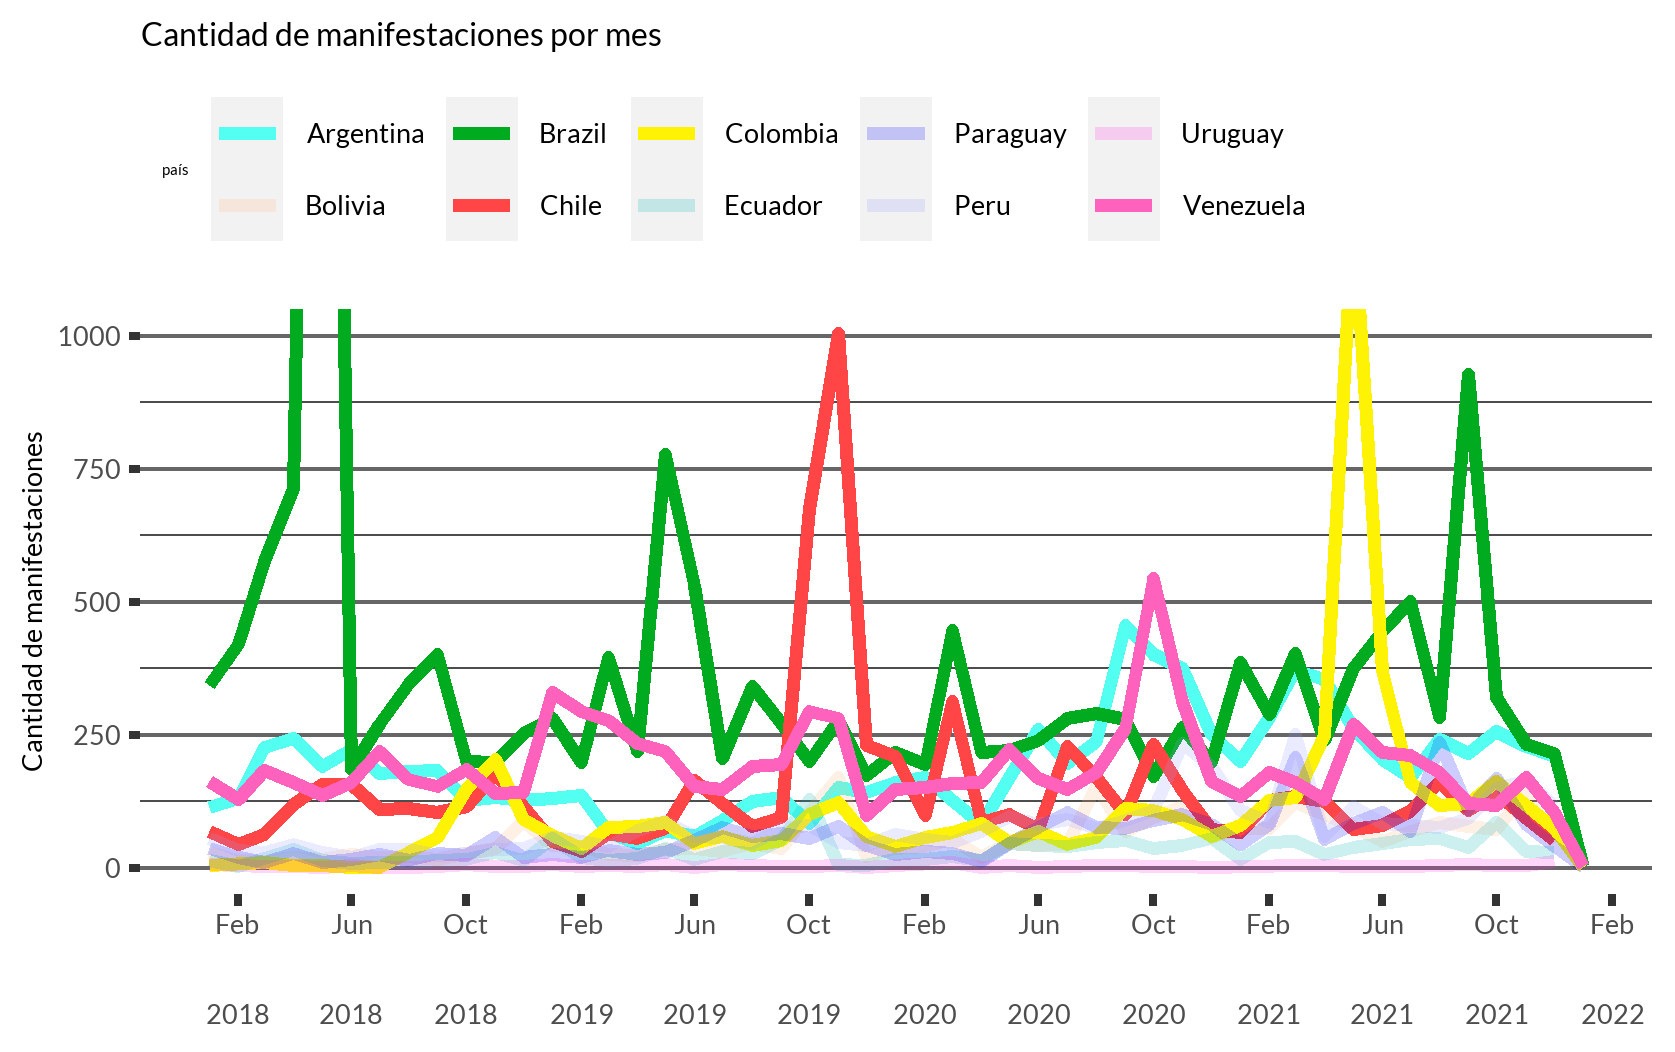 Cantidad de manifestaciones por mes
país
Argentina Brazil Colombia Paraguay Uruguay
Bolivia Chile Ecuador Peru Venezuela
Cantidad de manifestaciones
1000
750
500
250
0
Feb Jun Oct Feb Jun Oct Feb Jun Oct Feb Jun Oct Feb
2018 2018 2018 2019 2019 2019 2020 2020 2020 2021 2021 2021 2022